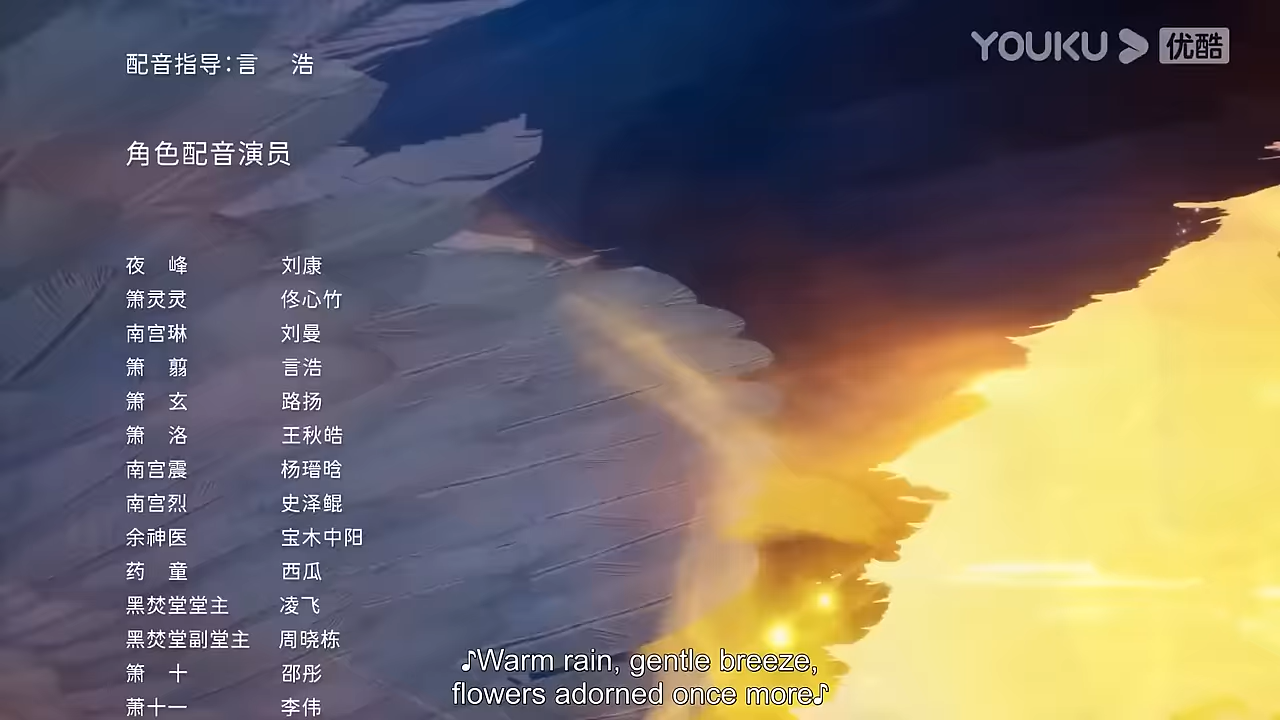 配音指导:言 浩
YOUKU 优酷
角色配音演员
夜 峰 刘康
箫灵灵 佟心竹
南宫琳 刘曼
箫 翦 言浩
箫 玄 路扬
箫 洛 王秋皓
南宫震 杨瑨晗
南宫烈 史泽鲲
余神医 宝木中阳
药 童 西瓜
黑焚堂堂主 凌飞
黑焚堂副堂主 周晓栋
箫 十 邵彤
萧十一 李伟
♪Warm rain, gentle breeze,
flowers adorned once more♪